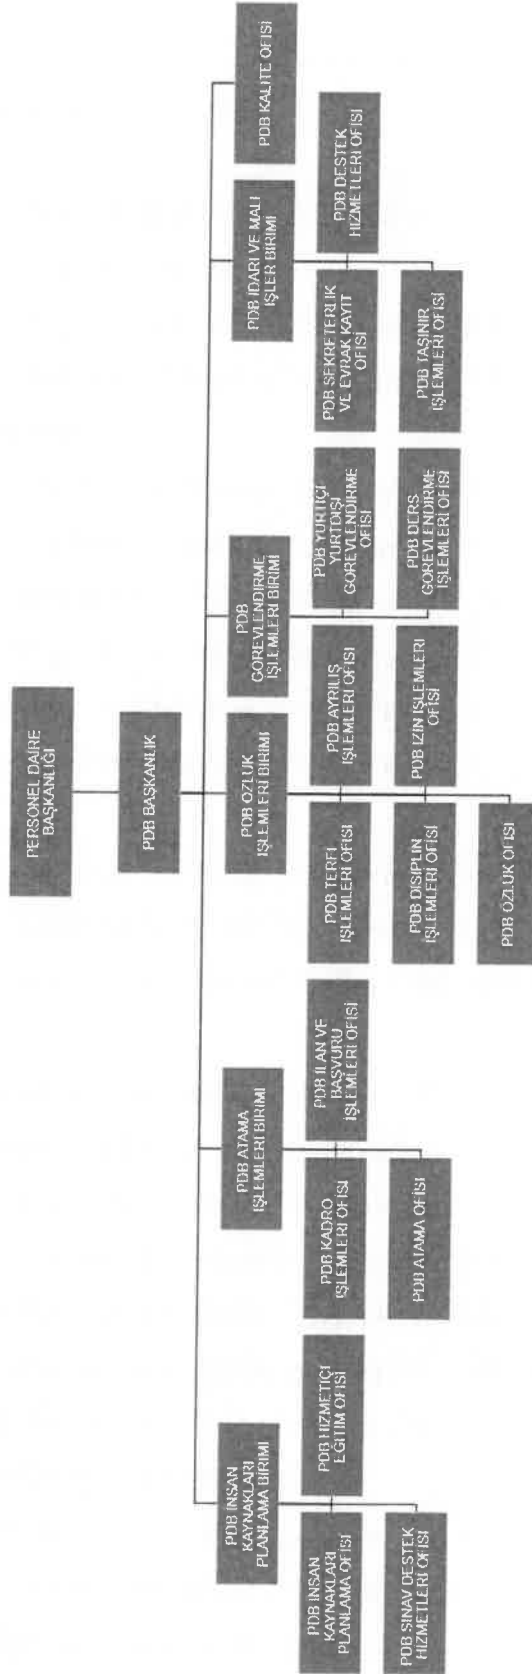 PERSONEL DAİRE
BAŞKANLIĞI
PDB BAŞKANLIK
PDB İNSAN
KAYNAKLARI
PLANLAMA BİRİMİ
PDB İNSAN
KAYNAKLARI
PLANLAMA OFİSİ
PDB HİZMETİÇİ
EĞİTİM OFİSİ
PDB SINAV DESTEK
HİZMETLERİ OFİSİ
PDB ATAMA
İŞLEMLERİ BİRİMİ
PDB KADRO
İŞLEMLERİ OFİSİ
PDB İLAN VE
BAŞVURU
İŞLEMLERİ OFİSİ
PDB ATAMA OFİSİ
PDB ÖZLÜK
İŞLEMLERİ BİRİMİ
PDB TERFİ
İŞLEMLERİ OFİSİ
PDB AYRILIŞ
İŞLEMLERİ OFİSİ
PDB DİSİPLİN
İŞLEMLERİ OFİSİ
PDB İZİN İŞLEMLERİ
OFİSİ
PDB ÖZLÜK OFİSİ
PDB
GÖREVLENDİRME
İŞLEMLERİ BİRİMİ
PDB YURTİÇİ
YURTDIŞI
GÖREVLENDİRME
OFİSİ
PDB DERS
GÖREVLENDİRME
İŞLEMLERİ OFİSİ
PDB İDARİ VE MALİ
İŞLER BİRİMİ
PDB SEKRETERLİK
VE EVRAK KAYIT
OFİSİ
PDB DESTEK
HİZMETLERİ OFİSİ
PDB TAŞINIR
İŞLEMLERİ OFİSİ
PDB KALİTE OFİSİ